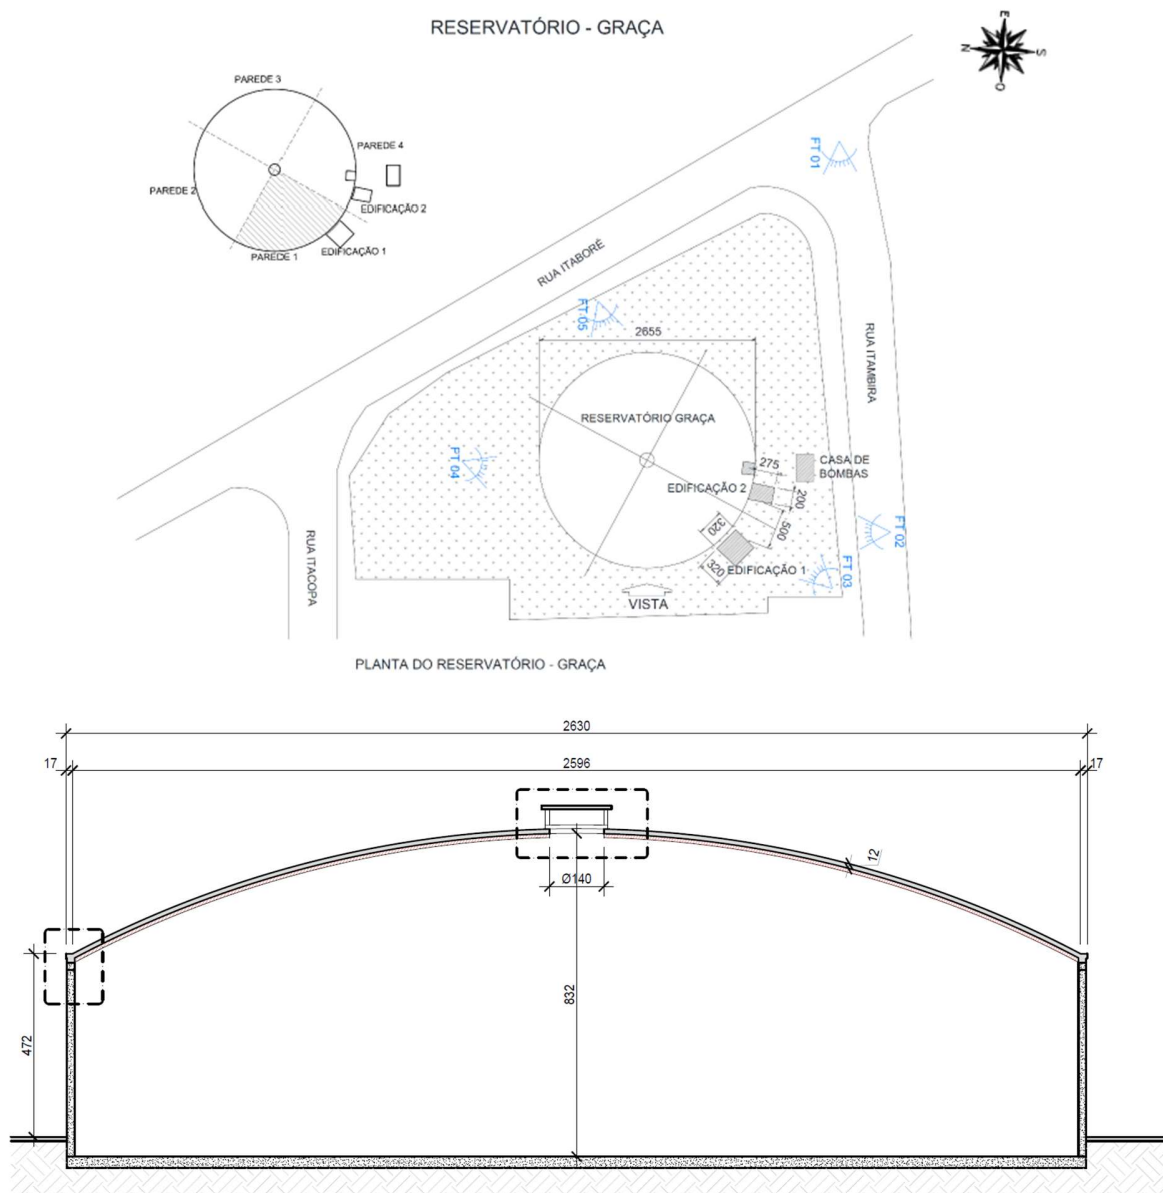 RESERVATÓRIO - GRAÇA
E
N
S
O
PAREDE 3
PAREDE 4
PAREDE 2
EDIFICAÇÃO 2
EDIFICAÇÃO 1
PAREDE 1
FT 01
RUA ITABORÉ
FT 05
2655
RUA ITAMBIRA
RESERVATÓRIO GRAÇA
FT 04
275
CASA DE
BOMBAS
EDIFICAÇÃO 2
200
500
320
320
EDIFICAÇÃO 1
FT 02
FT 03
RUA ITACOPA
VISTA
PLANTA DO RESERVATÓRIO - GRAÇA
2630
17
2596
17
12
Ø140
832
472